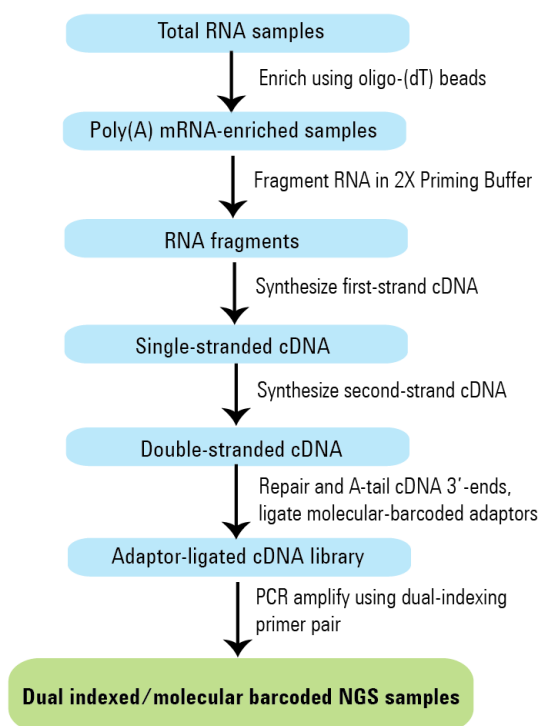 Total RNA samples
Enrich using oligo-(dT) beads
Poly(A) mRNA-enriched samples
Fragment RNA in 2X Priming Buffer
RNA fragments
Synthesize first-strand cDNA
Single-stranded cDNA
Synthesize second-strand cDNA
Double-stranded cDNA
Repair and A-tail cDNA 3’-ends,
ligate molecular-barcoded adaptors
Adaptor-ligated cDNA library
PCR amplify using dual-indexing
primer pair
Dual indexed/molecular barcoded NGS samples